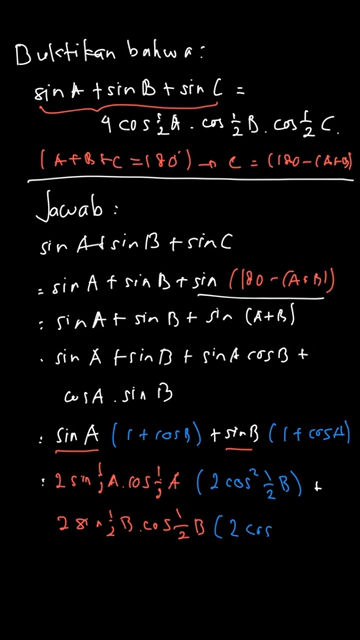 Buktikan bahwa:
sin A + sin B + sin C =
4 cos ½ A . cos ½ B . cos ½ C.
(A + B + C = 180°) → C = (180 - (A+B)
Jawab :
sin A + sin B + sin C
= sin A + sin B + sin (180 - (A+B))
= sin A + sin B + sin (A+B)
= sin A + sin B + sin A cos B +
cos A . sin B
= sin A (1 + cos B) + sin B (1 + cos A)
= 2 sin ½ A . cos ½ A (2 cos² ½ B) +
2 sin ½ B . cos ½ B (2 cos